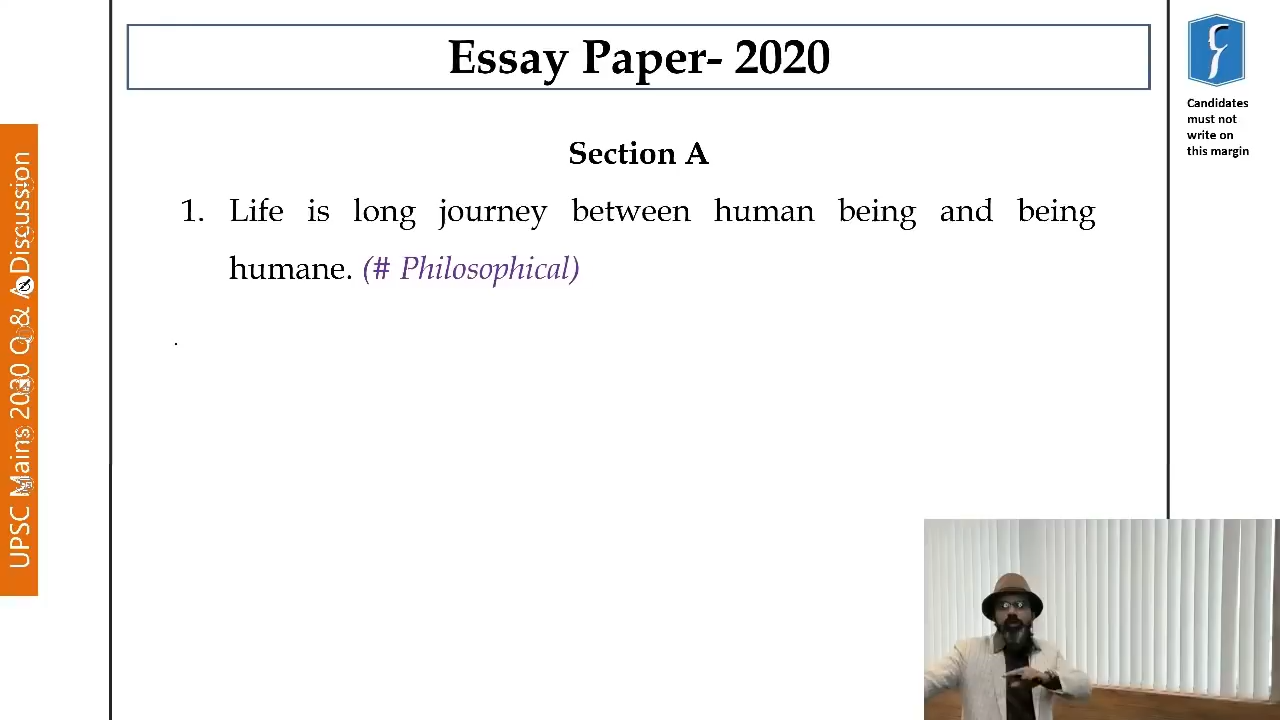 Essay Paper- 2020
Candidates
must not
write on
this margin
Section A
1. Life is long journey between human being and being
humane. (# Philosophical)
UPSC Mains 2020 Q & A Discussion